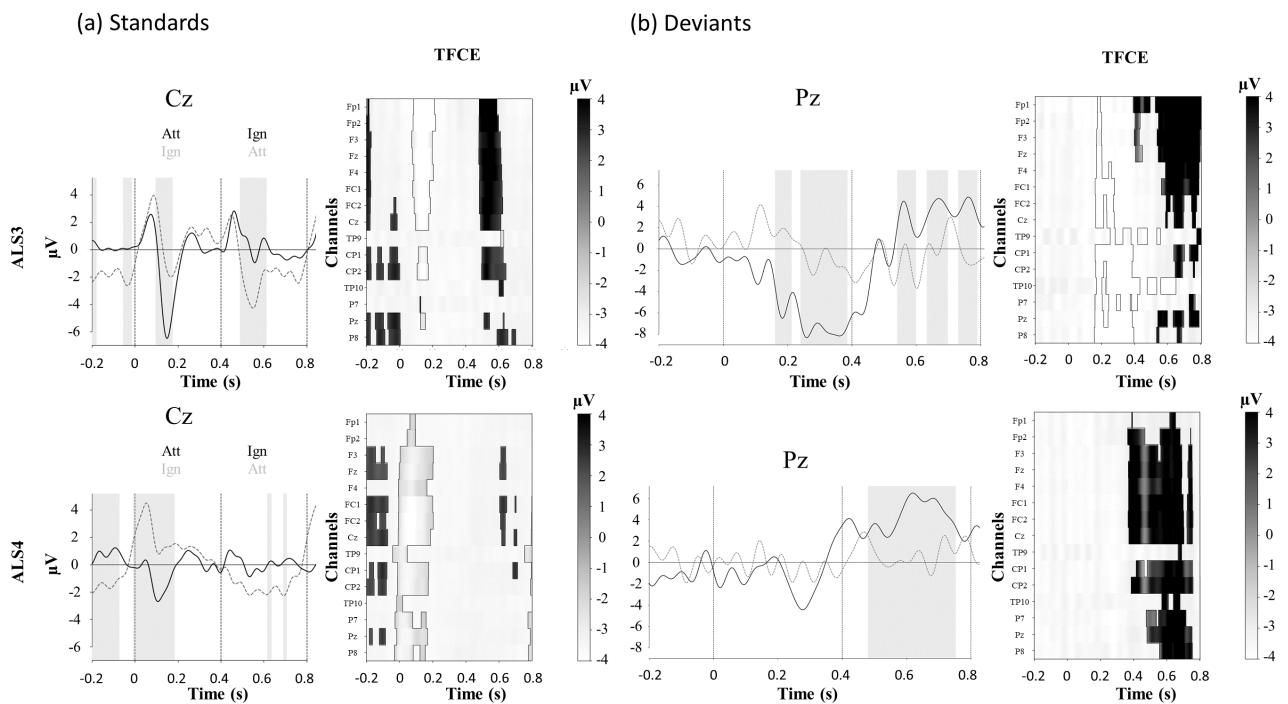 (a) Standards
(b) Deviants
ALS3
Cz
Att Ign
Ign Att
µV
4
2
0
-2
-4
-6
-0.2 0 0.2 0.4 0.6 0.8
Time (s)
TFCE
Channels
Fp1
Fp2
F3
Fz
F4
FC1
FC2
Cz
TP9
CP1
CP2
TP10
P7
Pz
P8
-0.2 0 0.2 0.4 0.6 0.8
Time (s)
µV
4
3
2
1
0
-1
-2
-3
-4
Pz
6
4
2
0
-2
-4
-6
-8
-0.2 0 0.2 0.4 0.6 0.8
Time (s)
TFCE
Channels
Fp1
Fp2
F3
Fz
F4
FC1
FC2
Cz
TP9
CP1
CP2
TP10
P7
Pz
P8
-0.2 0 0.2 0.4 0.6 0.8
Time (s)
µV
4
3
2
1
0
-1
-2
-3
-4
ALS4
Cz
Att Ign
Ign Att
µV
4
2
0
-2
-4
-6
-0.2 0 0.2 0.4 0.6 0.8
Time (s)
Channels
Fp1
Fp2
F3
Fz
F4
FC1
FC2
Cz
TP9
CP1
CP2
TP10
P7
Pz
P8
-0.2 0 0.2 0.4 0.6 0.8
Time (s)
µV
4
3
2
1
0
-1
-2
-3
-4
Pz
6
4
2
0
-2
-4
-6
-8
-0.2 0 0.2 0.4 0.6 0.8
Time (s)
Channels
Fp1
Fp2
F3
Fz
F4
FC1
FC2
Cz
TP9
CP1
CP2
TP10
P7
Pz
P8
-0.2 0 0.2 0.4 0.6 0.8
Time (s)
µV
4
3
2
1
0
-1
-2
-3
-4